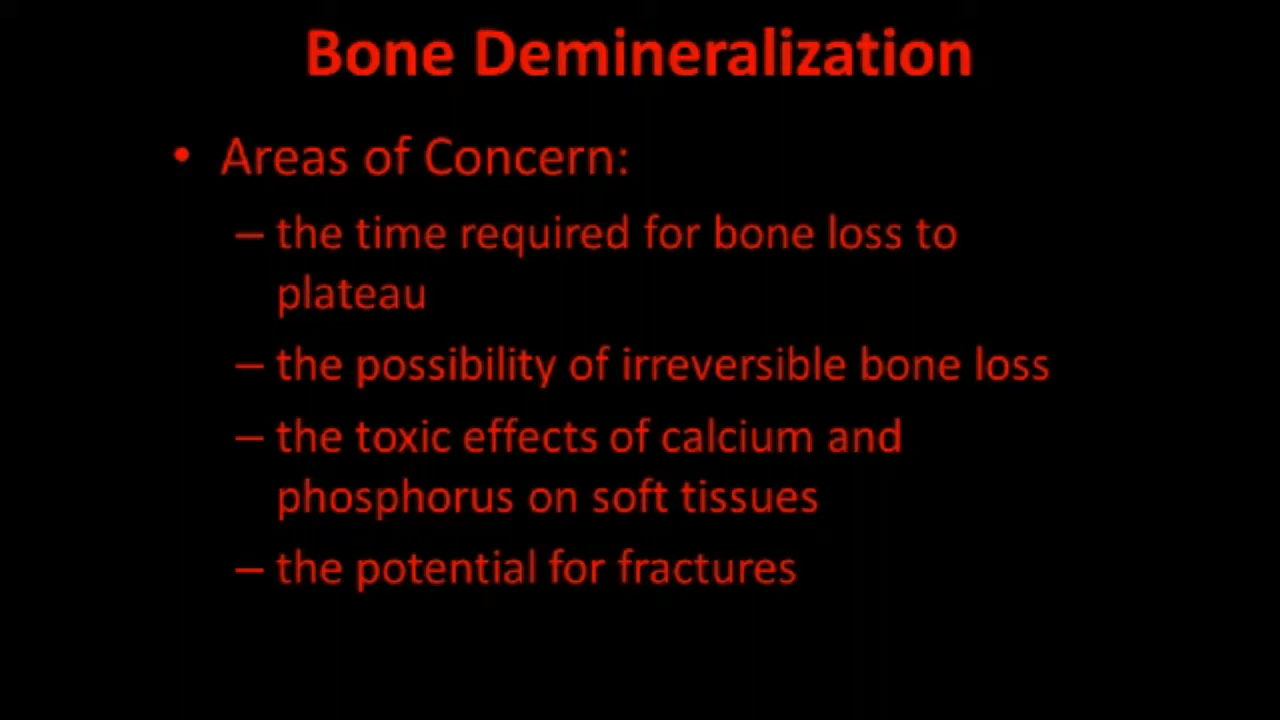 Bone Demineralization
• Areas of Concern:
– the time required for bone loss to
plateau
– the possibility of irreversible bone loss
– the toxic effects of calcium and
phosphorus on soft tissues
– the potential for fractures